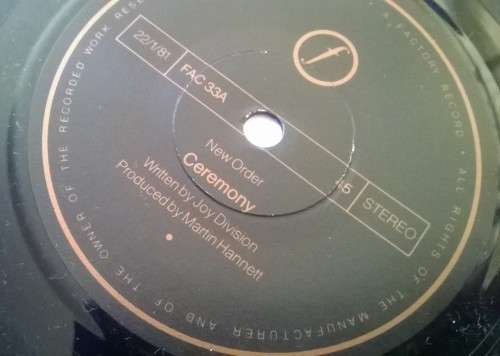 A FACTORY RECORD • ALL RIGHTS OF THE MANUFACTURER AND OF THE OWNER OF THE RECORDED WORK RESE
f
22/1/81 FAC 33A 45 STEREO
New Order
Ceremony
Written by Joy Division
Produced by Martin Hannett